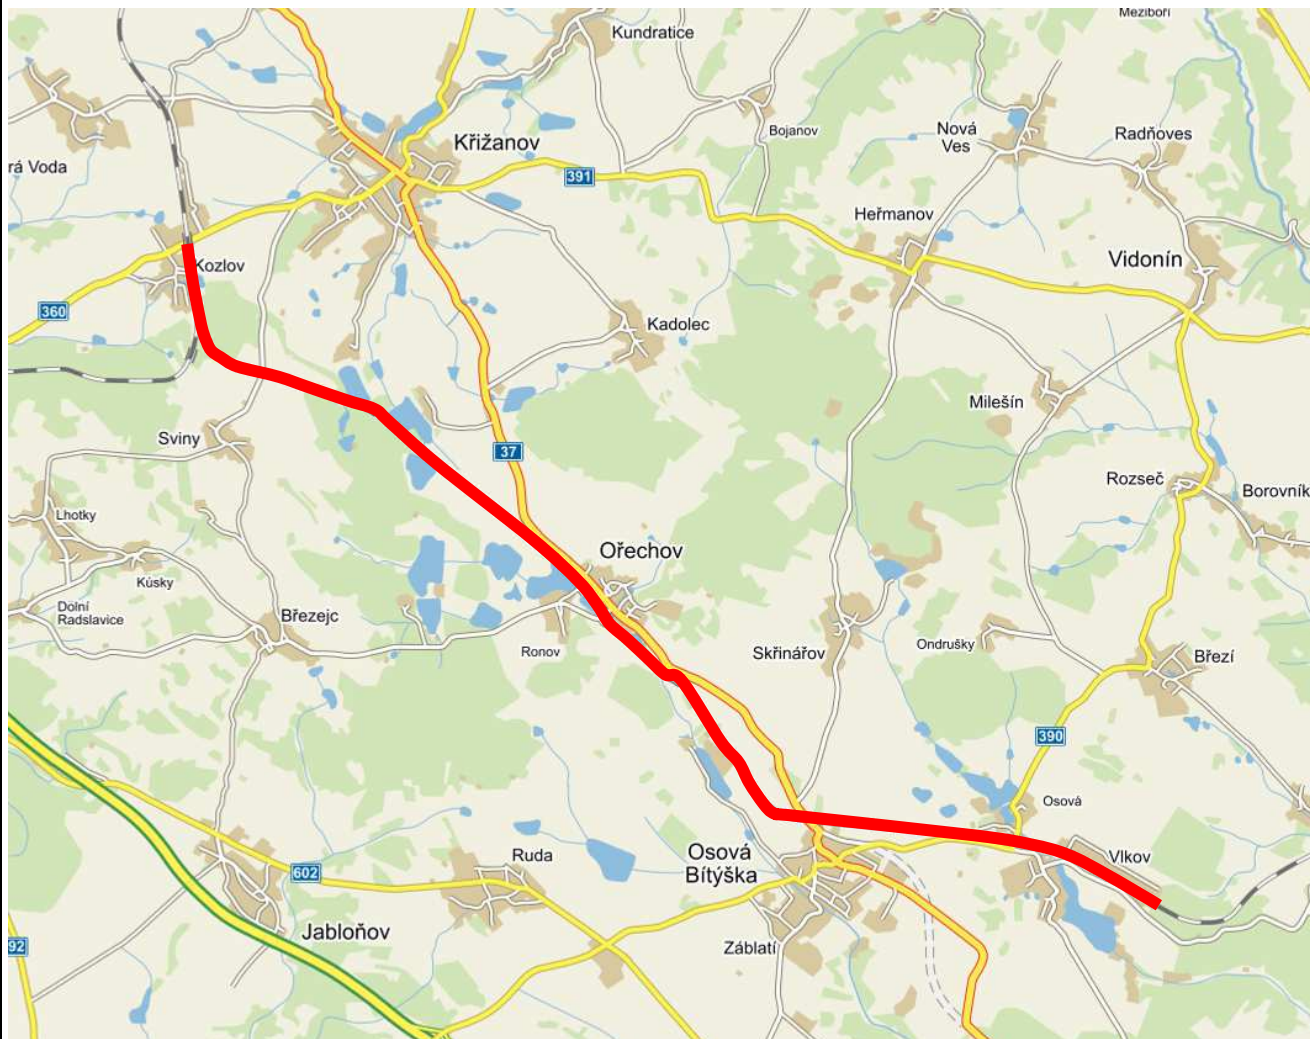 Meziboří
Kundratice
Křižanov
Bojanov
Nová
Ves
Radňoves
rá Voda
391
Heřmanov
Kozlov
Vidonín
360
Kadolec
Milešín
Sviny
37
Rozseč
Borovník
Lhotky
Ořechov
Kúsky
Dolní
Radslavice
Březejc
Ronov
Skřinářov
Ondrušky
Březí
390
Osová
Ruda
Osová
Bítýška
Vlkov
602
Jabloňov
92
Záblatí